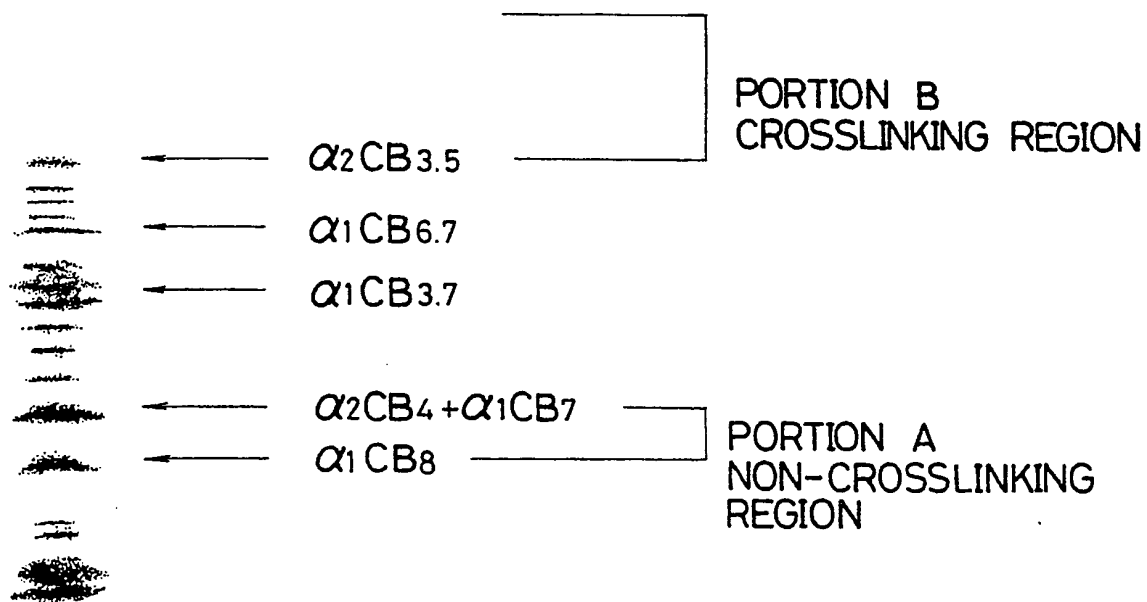 PORTION B
CROSSLINKING REGION
α2CB3.5
α1CB6.7
α1CB3.7
α2CB4+α1CB7
α1CB8
PORTION A
NON-CROSSLINKING
REGION